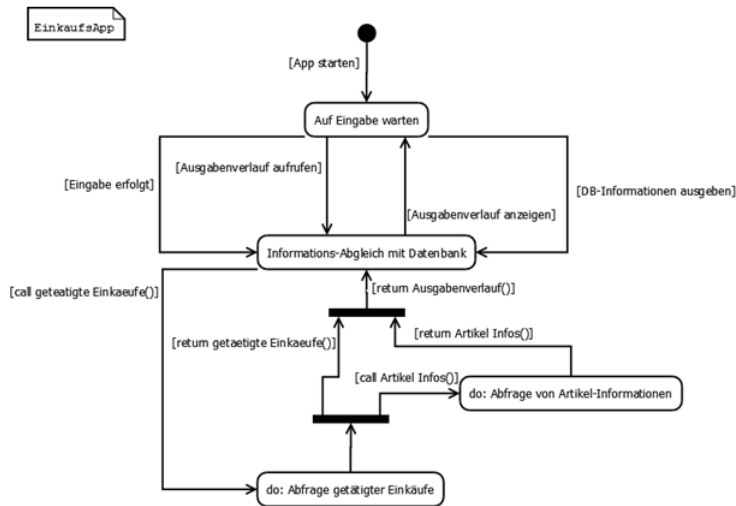 EinkaufsApp
[App starten]
Auf Eingabe warten
[Ausgabenverlauf aufrufen]
[Eingabe erfolgt]
[DB-Informationen ausgeben]
[Ausgabenverlauf anzeigen]
Informations-Abgleich mit Datenbank
[call geteatigte Einkaeufe()]
[return Ausgabenverlauf()]
[return Artikel Infos()]
[return getaetigte Einkaeufe()]
[call Artikel Infos()]
do: Abfrage von Artikel-Informationen
do: Abfrage getätigter Einkäufe